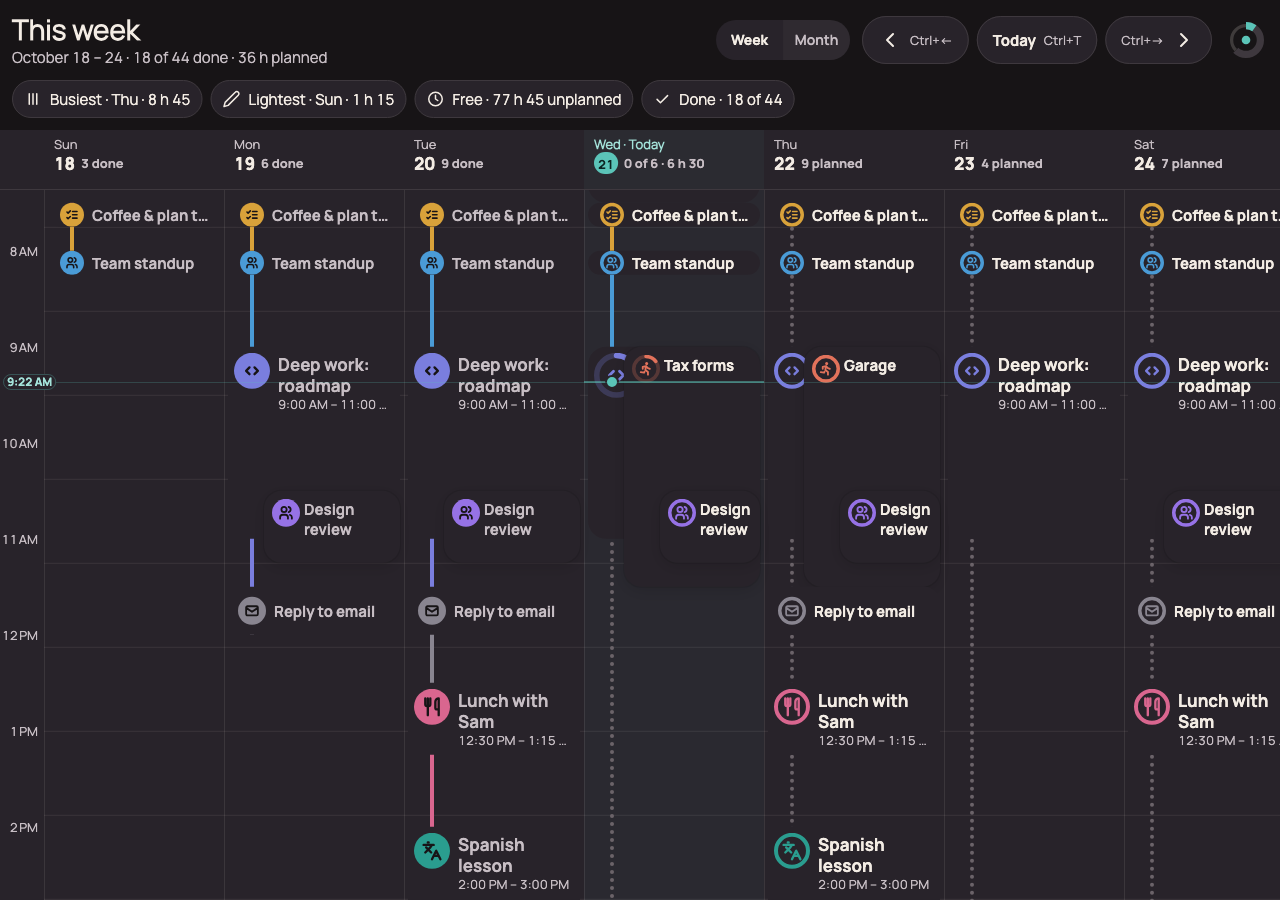 This week
October 18 – 24 · 18 of 44 done · 36 h planned
Week Month Ctrl+← Today Ctrl+T Ctrl+→
Busiest · Thu · 8 h 45 Lightest · Sun · 1 h 15 Free · 77 h 45 unplanned Done · 18 of 44
Sun Mon Tue Wed · Today Thu Fri Sat
18 3 done 19 6 done 20 9 done 21 0 of 6 · 6 h 30 22 9 planned 23 4 planned 24 7 planned
Coffee & plan t… Coffee & plan t… Coffee & plan t… Coffee & plan t… Coffee & plan t… Coffee & plan t… Coffee & plan t.
8 AM
Team standup Team standup Team standup Team standup Team standup Team standup Team standup
9 AM
Deep work: Deep work: Tax forms Garage Deep work: Deep work:
9:22 AM roadmap roadmap roadmap roadmap
9:00 AM – 11:00 … 9:00 AM – 11:00 … 9:00 AM – 11:00 … 9:00 AM – 11:00
10 AM
Design Design Design Design Design
review review review review review
11 AM
Reply to email Reply to email Reply to email Reply to email
12 PM
Lunch with Lunch with Lunch with
Sam Sam Sam
1 PM 12:30 PM – 1:15 … 12:30 PM – 1:15 … 12:30 PM – 1:15
2 PM
Spanish Spanish
lesson lesson
2:00 PM – 3:00 PM 2:00 PM – 3:00 PM